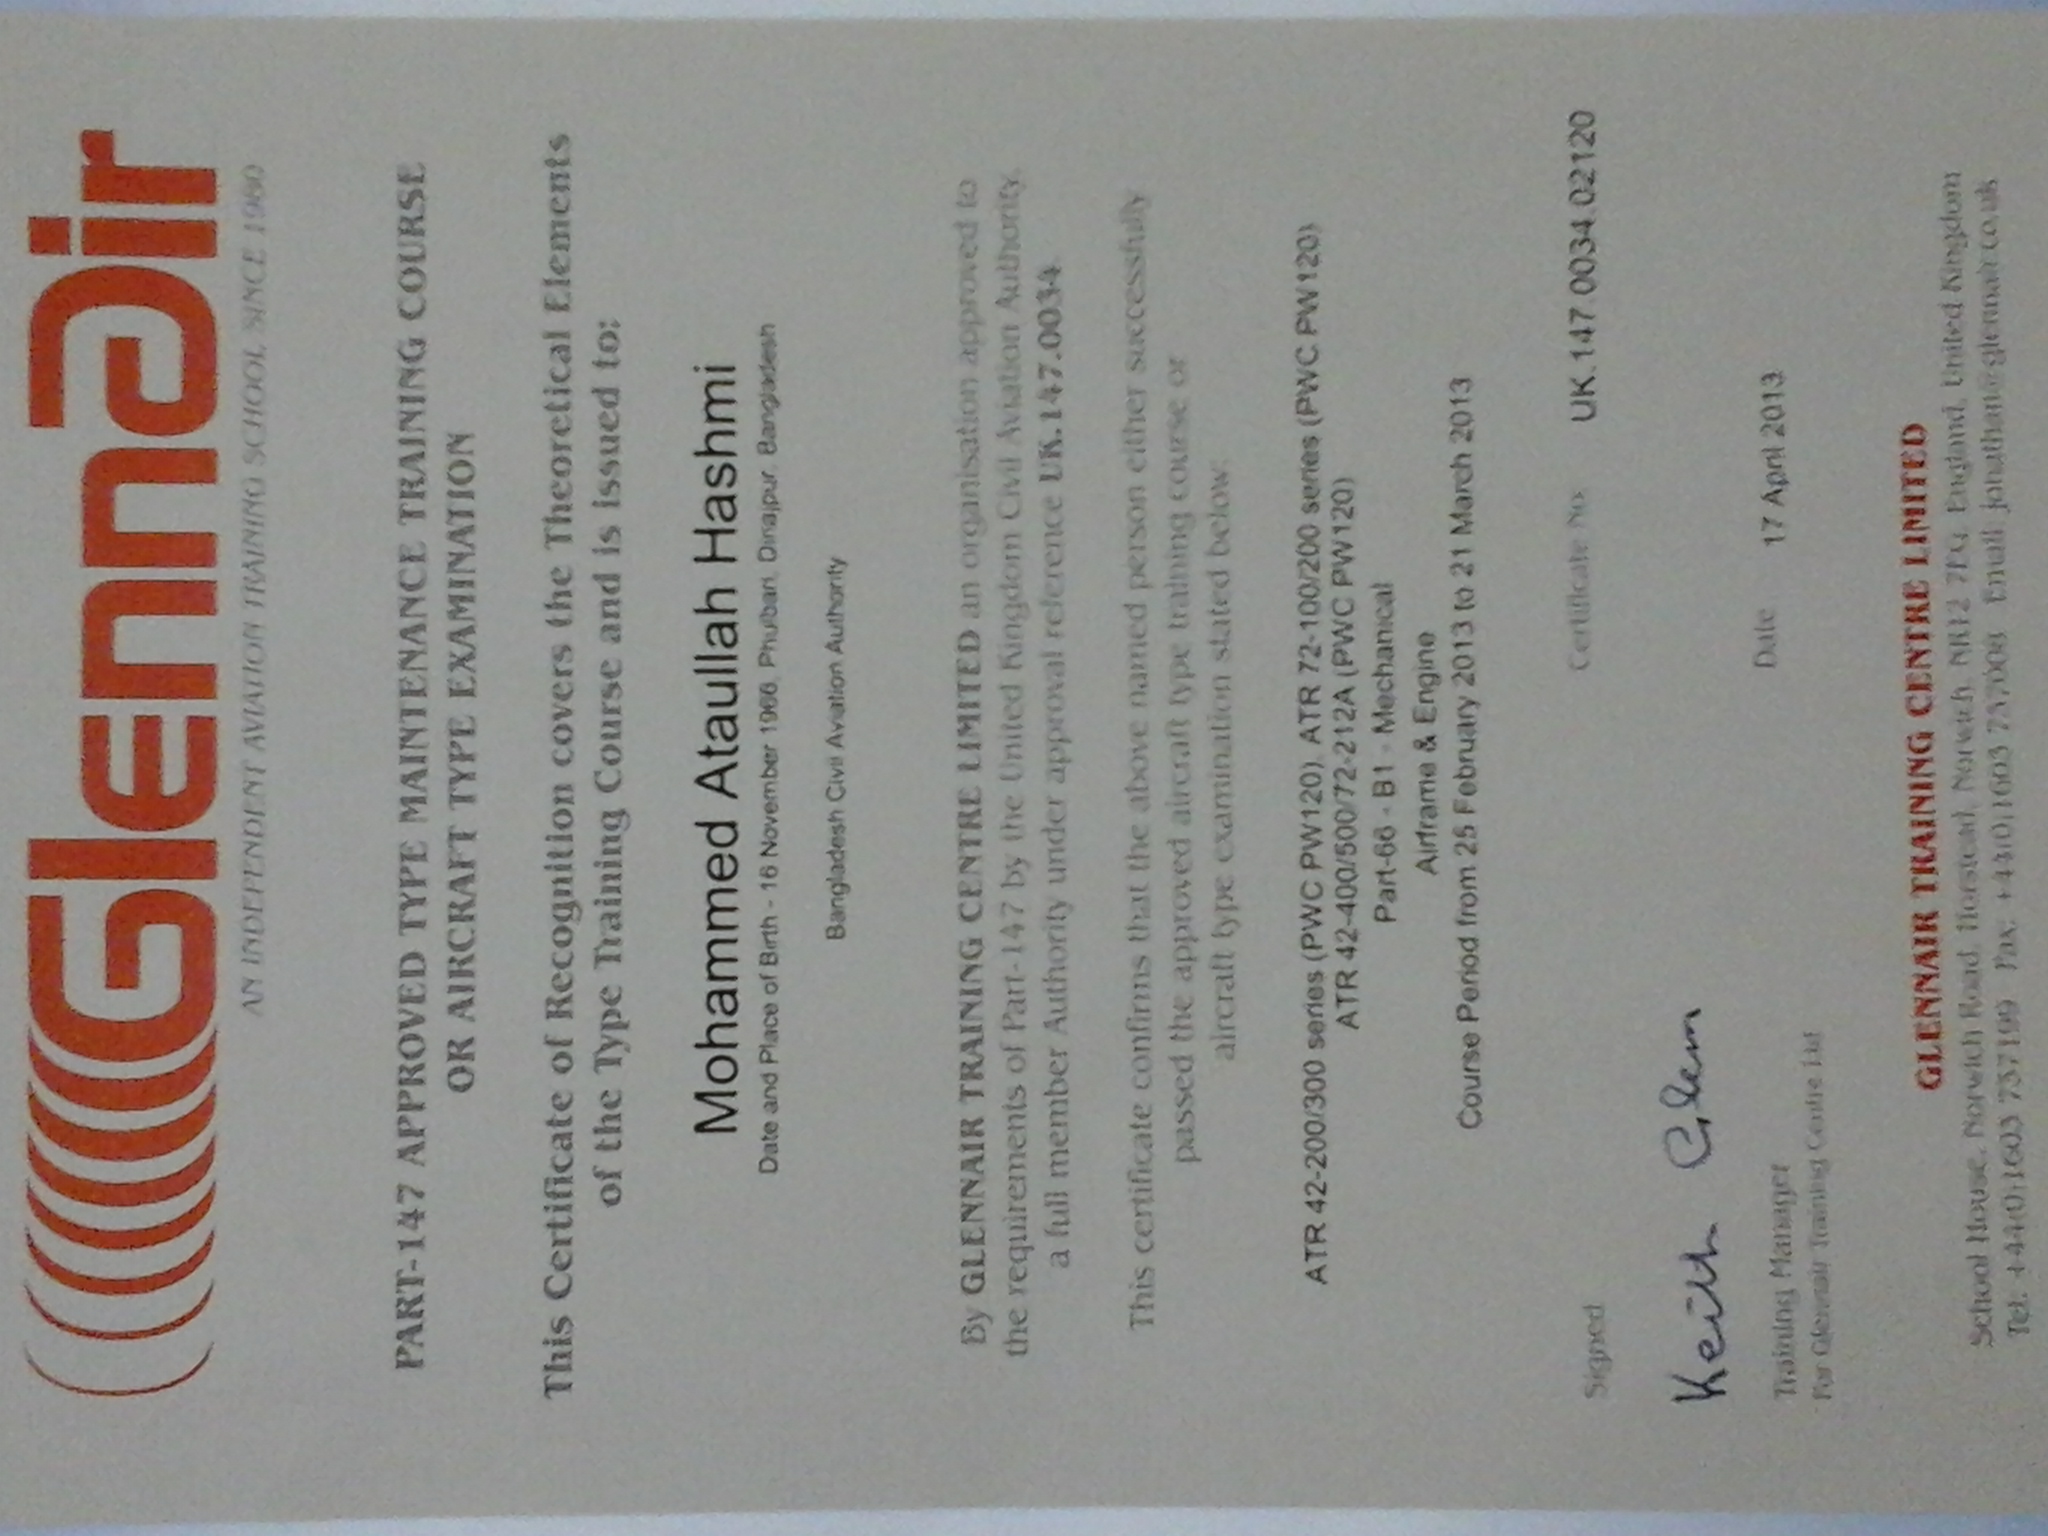 GlennAir
AN INDEPENDENT AVIATION TRAINING SCHOOL SINCE 1980
PART-147 APPROVED TYPE MAINTENANCE TRAINING COURSE
OR AIRCRAFT TYPE EXAMINATION
This Certificate of Recognition covers the Theoretical Elements
of the Type Training Course and is issued to:
Mohammed Ataullah Hashmi
Date and Place of Birth - 16 November 1966, Phulbari, Dinajpur, Bangladesh
Bangladesh Civil Aviation Authority
By GLENNAIR TRAINING CENTRE LIMITED an organisation approved to
the requirements of Part-147 by the United Kingdom Civil Aviation Authority,
a full member Authority under approval reference UK.147.0034.
This certificate confirms that the above named person either successfully
passed the approved aircraft type training course or
aircraft type examination stated below.
ATR 42-200/300 series (PWC PW120), ATR 72-100/200 series (PWC PW120)
ATR 42-400/500/72-212A (PWC PW120)
Part-66 - B1 - Mechanical
Airframe & Engine
Course Period from 25 February 2013 to 21 March 2013
Signed
Certificate No. UK.147.0034.02120
Keith Glenn
Training Manager
For Glennair Training Centre Ltd
Date 17 April 2013
GLENNAIR TRAINING CENTRE LIMITED
School House, Norwich Road, Horstead, Norwich, NR12 7EG, England, United Kingdom
Tel: +44(0)1603 737199 Fax: +44(0)1603 737008 Email jonathan@glennair.co.uk